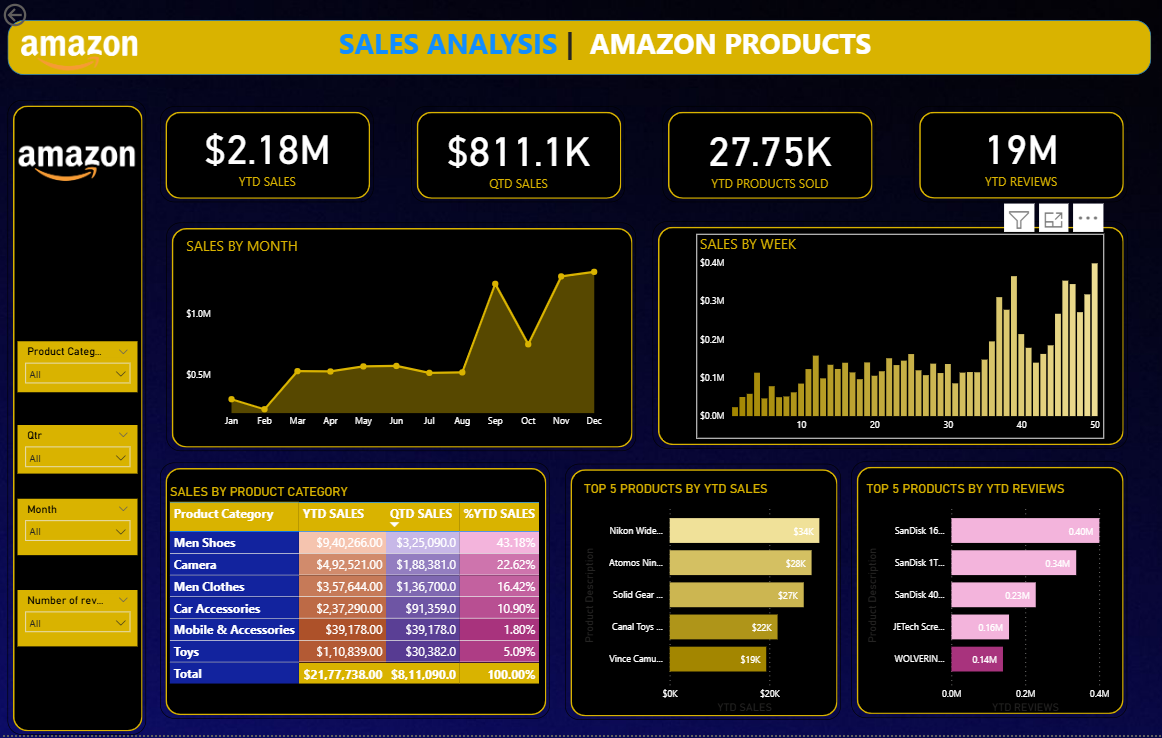 amazon
SALES ANALYSIS | AMAZON PRODUCTS
amazon
$2.18M
YTD SALES
$811.1K
QTD SALES
27.75K
YTD PRODUCTS SOLD
19M
YTD REVIEWS
Product Categ...
All
Qtr
All
Month
All
Number of rev...
All
SALES BY MONTH
$1.0M
$0.5M
Jan Feb Mar Apr May Jun Jul Aug Sep Oct Nov Dec
SALES BY WEEK
$0.4M
$0.3M
$0.2M
$0.1M
$0.0M
10 20 30 40 50
SALES BY PRODUCT CATEGORY
Product Category YTD SALES QTD SALES %YTD SALES
Men Shoes $9,40,266.00 $3,25,090.0 43.18%
Camera $4,92,521.00 $1,88,381.0 22.62%
Men Clothes $3,57,644.00 $1,36,700.0 16.42%
Car Accessories $2,37,290.00 $91,359.0 10.90%
Mobile & Accessories $39,178.00 $39,178.0 1.80%
Toys $1,10,839.00 $30,382.0 5.09%
Total $21,77,738.00 $8,11,090.0 100.00%
TOP 5 PRODUCTS BY YTD SALES
Product Description
Nikon Wide... $34K
Atomos Nin... $28K
Solid Gear ... $27K
Canal Toys ... $22K
Vince Camu... $19K
$0K $20K
YTD SALES
TOP 5 PRODUCTS BY YTD REVIEWS
Product Description
SanDisk 16... 0.40M
SanDisk 1T... 0.34M
SanDisk 40... 0.23M
JETech Scre... 0.16M
WOLVERIN... 0.14M
0.0M 0.2M 0.4M
YTD REVIEWS